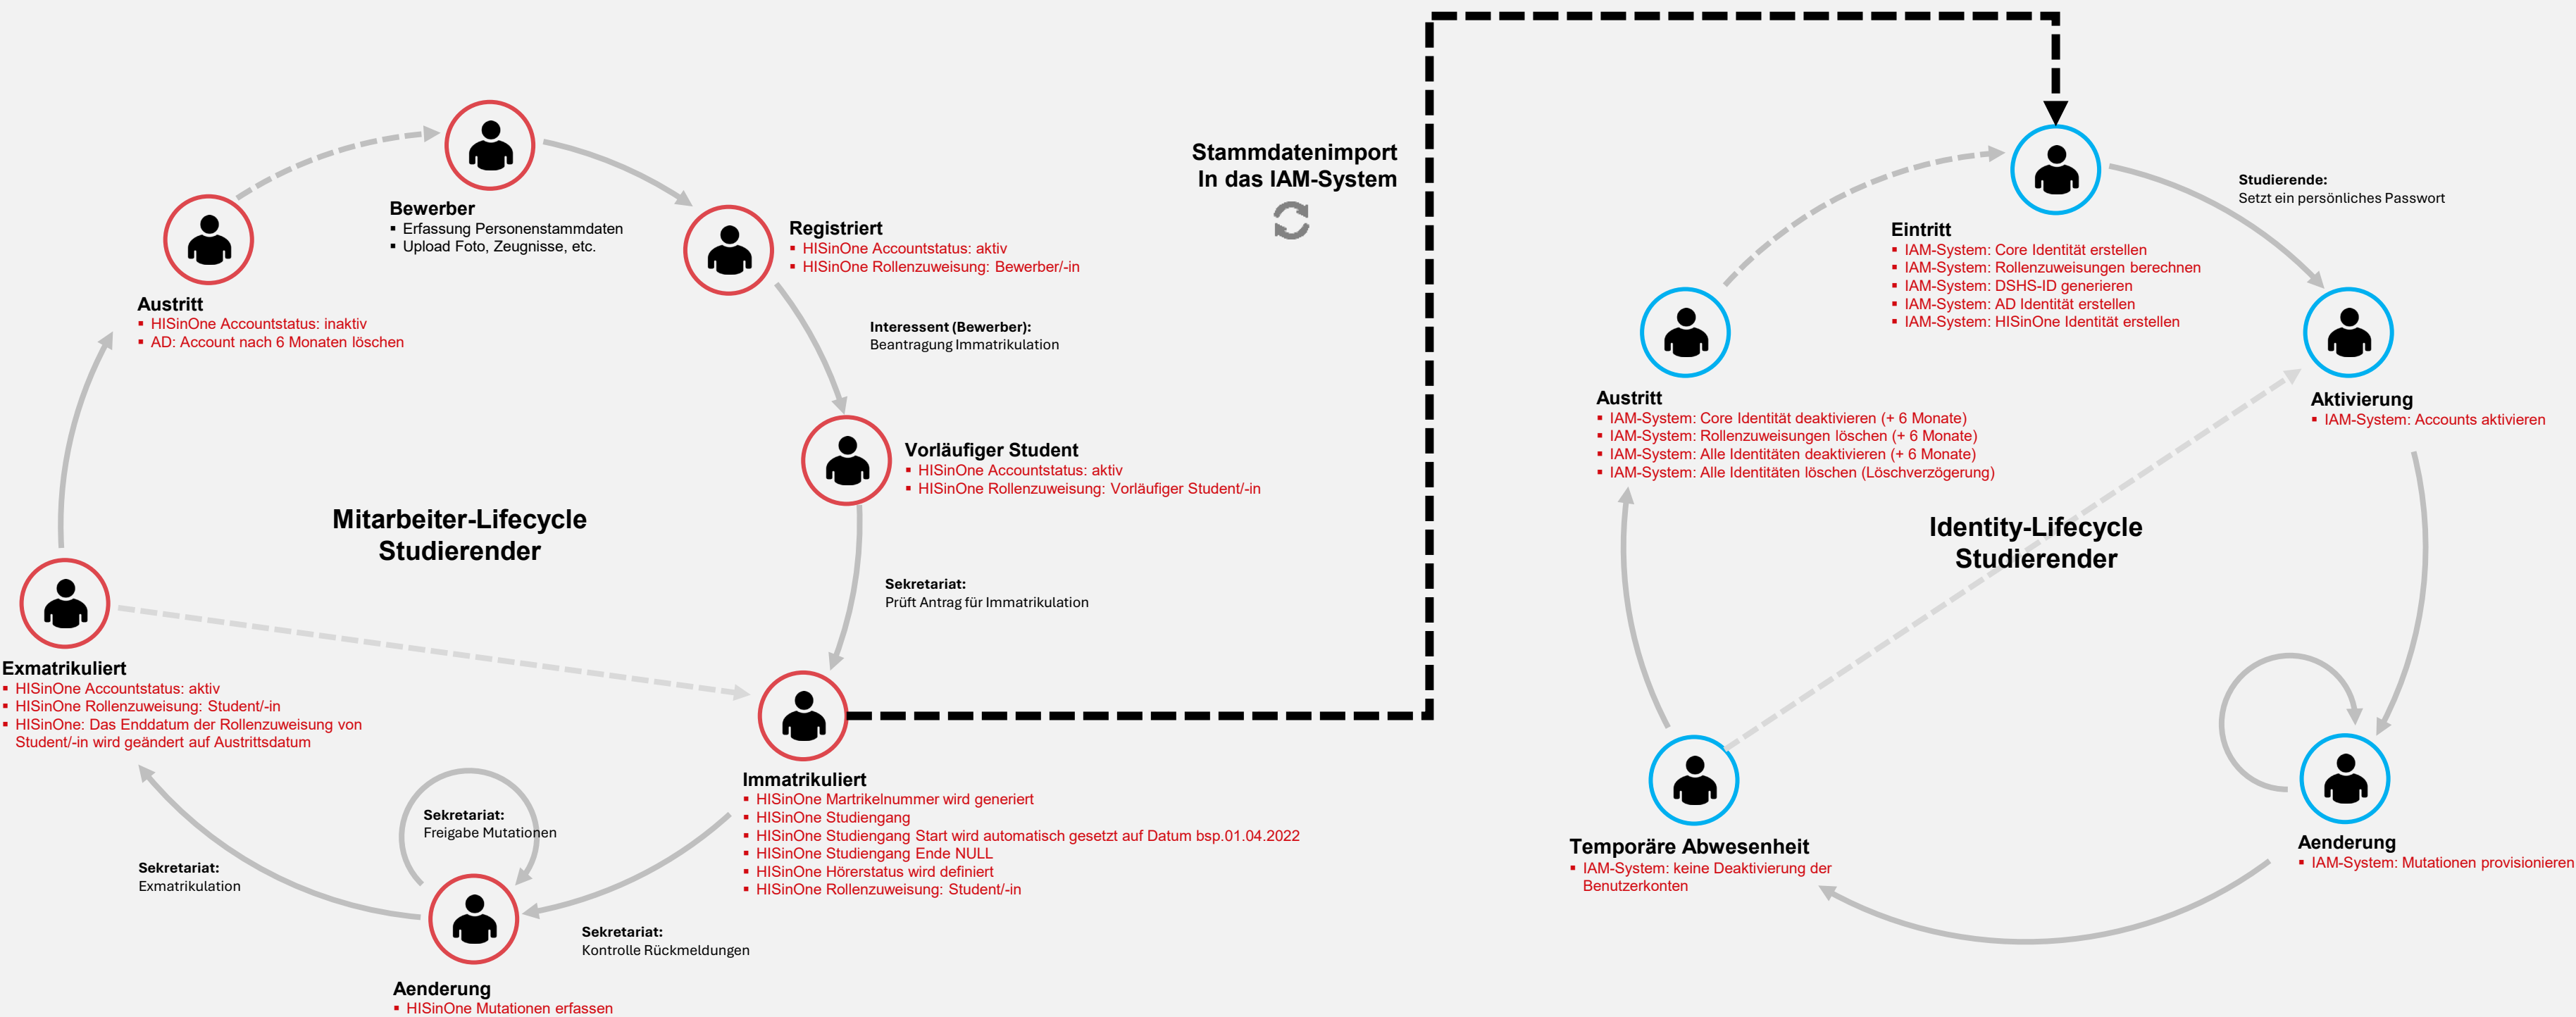 Bewerber
▪ Erfassung Personenstammdaten
▪ Upload Foto, Zeugnisse, etc.
Registriert
▪ HISinOne Accountstatus: aktiv
▪ HISinOne Rollenzuweisung: Bewerber/-in
Austritt
▪ HISinOne Accountstatus: inaktiv
▪ AD: Account nach 6 Monaten löschen
Interessent (Bewerber):
Beantragung Immatrikulation
Vorläufiger Student
▪ HISinOne Accountstatus: aktiv
▪ HISinOne Rollenzuweisung: Vorläufiger Student/-in
Mitarbeiter-Lifecycle
Studierender
Sekretariat:
Prüft Antrag für Immatrikulation
Exmatrikuliert
▪ HISinOne Accountstatus: aktiv
▪ HISinOne Rollenzuweisung: Student/-in
▪ HISinOne: Das Enddatum der Rollenzuweisung von
Student/-in wird geändert auf Austrittsdatum
Immatrikuliert
▪ HISinOne Martrikelnummer wird generiert
▪ HISinOne Studiengang
▪ HISinOne Studiengang Start wird automatisch gesetzt auf Datum bsp.01.04.2022
▪ HISinOne Studiengang Ende NULL
▪ HISinOne Hörerstatus wird definiert
▪ HISinOne Rollenzuweisung: Student/-in
Sekretariat:
Freigabe Mutationen
Sekretariat:
Exmatrikulation
Sekretariat:
Kontrolle Rückmeldungen
Aenderung
▪ HISinOne Mutationen erfassen
Stammdatenimport
In das IAM-System
Studierende:
Setzt ein persönliches Passwort
Eintritt
▪ IAM-System: Core Identität erstellen
▪ IAM-System: Rollenzuweisungen berechnen
▪ IAM-System: DSHS-ID generieren
▪ IAM-System: AD Identität erstellen
▪ IAM-System: HISinOne Identität erstellen
Austritt
▪ IAM-System: Core Identität deaktivieren (+ 6 Monate)
▪ IAM-System: Rollenzuweisungen löschen (+ 6 Monate)
▪ IAM-System: Alle Identitäten deaktivieren (+ 6 Monate)
▪ IAM-System: Alle Identitäten löschen (Löschverzögerung)
Aktivierung
▪ IAM-System: Accounts aktivieren
Identity-Lifecycle
Studierender
Temporäre Abwesenheit
▪ IAM-System: keine Deaktivierung der
Benutzerkonten
Aenderung
▪ IAM-System: Mutationen provisionieren